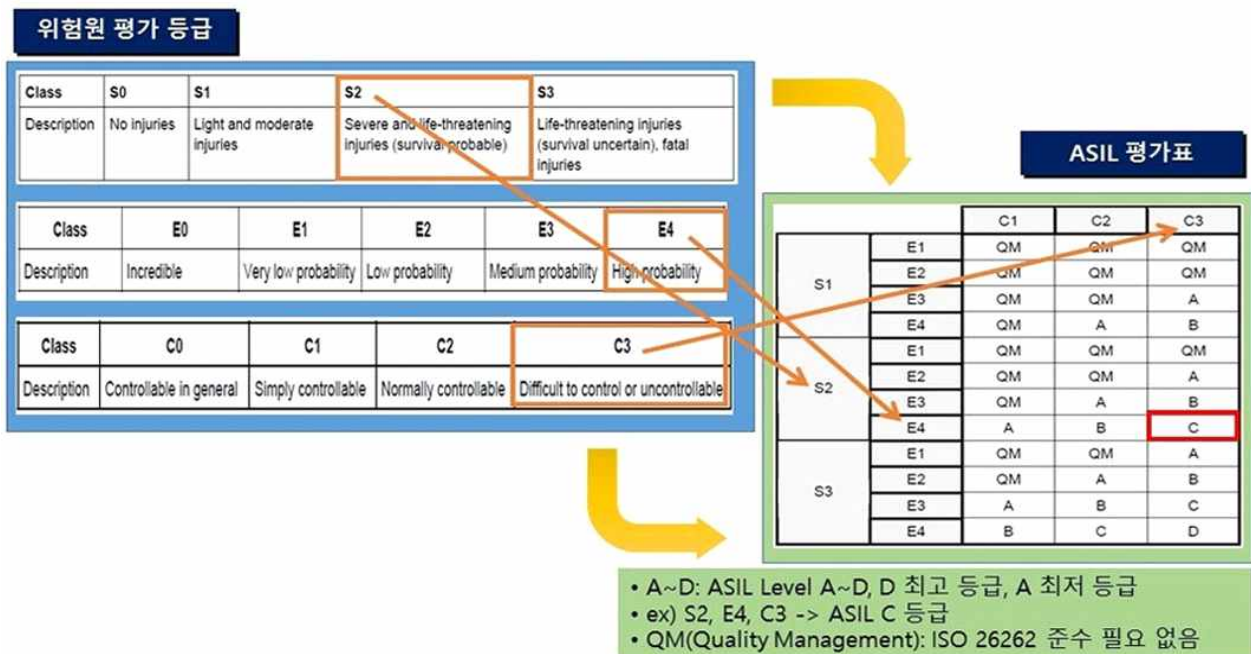 위험원 평가 등급
Class S0 S1 S2 S3
Description No injuries Light and moderate injuries Severe and life-threatening injuries (survival probable) Life-threatening injuries (survival uncertain), fatal injuries
Class E0 E1 E2 E3 E4
Description Incredible Very low probability Low probability Medium probability High probability
Class C0 C1 C2 C3
Description Controllable in general Simply controllable Normally controllable Difficult to control or uncontrollable
ASIL 평가표
C1 C2 C3
S1 E1 QM QM QM
E2 QM QM QM
E3 QM QM A
E4 QM A B
S2 E1 QM QM QM
E2 QM QM A
E3 QM A B
E4 A B C
S3 E1 QM QM A
E2 QM A B
E3 A B C
E4 B C D
• A~D: ASIL Level A~D, D 최고 등급, A 최저 등급
• ex) S2, E4, C3 -> ASIL C 등급
• QM(Quality Management): ISO 26262 준수 필요 없음